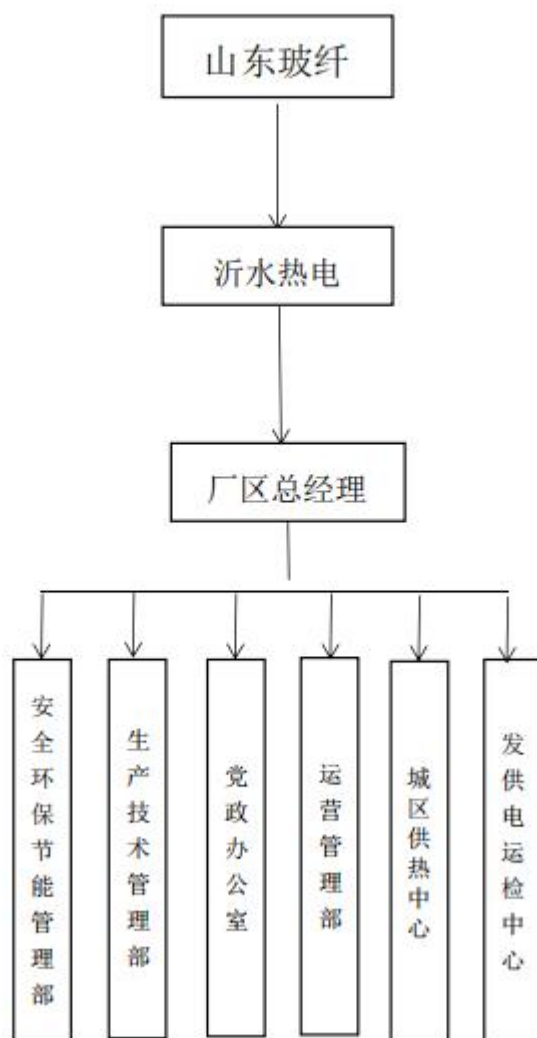 山东玻纤
沂水热电
厂区总经理
安全环保节能管理部
生产技术管理部
党政办公室
运营管理部
城区供热中心
发供电运检中心